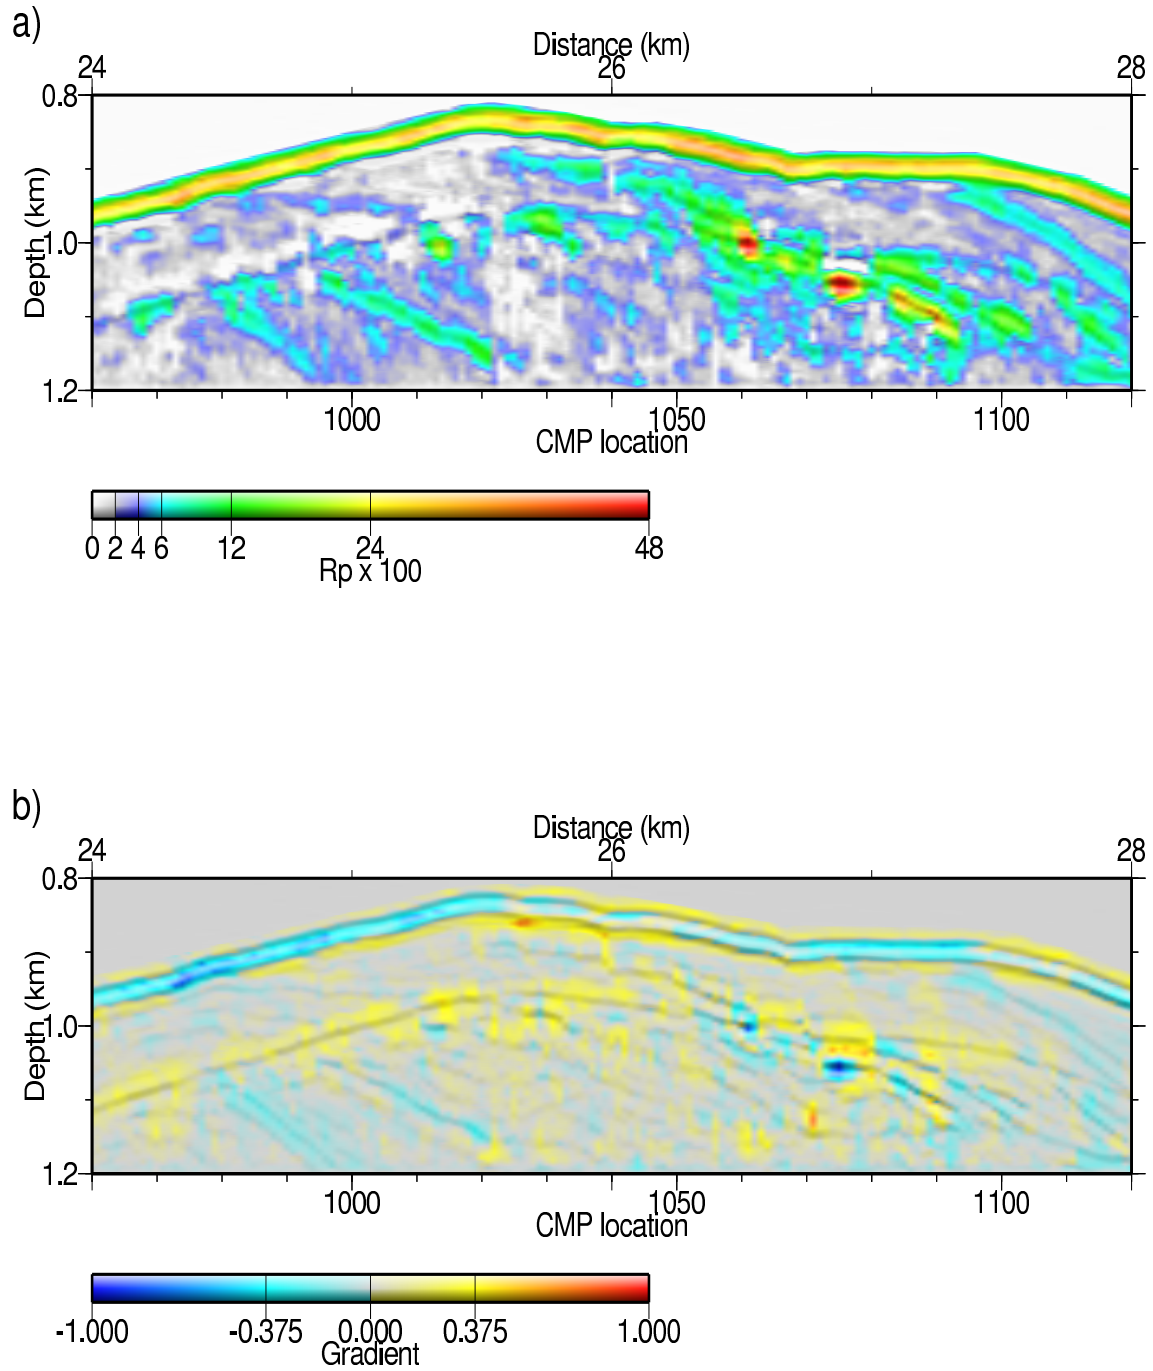 a)
Distance (km)
24 26 28
0.8
1.0
1.2
Depth (km)
1000 1050 1100
CMP location
0 2 4 6 12 24 48
Rp x 100
b)
Distance (km)
24 26 28
0.8
1.0
1.2
Depth (km)
1000 1050 1100
CMP location
-1.000 -0.375 0.000 0.375 1.000
Gradient